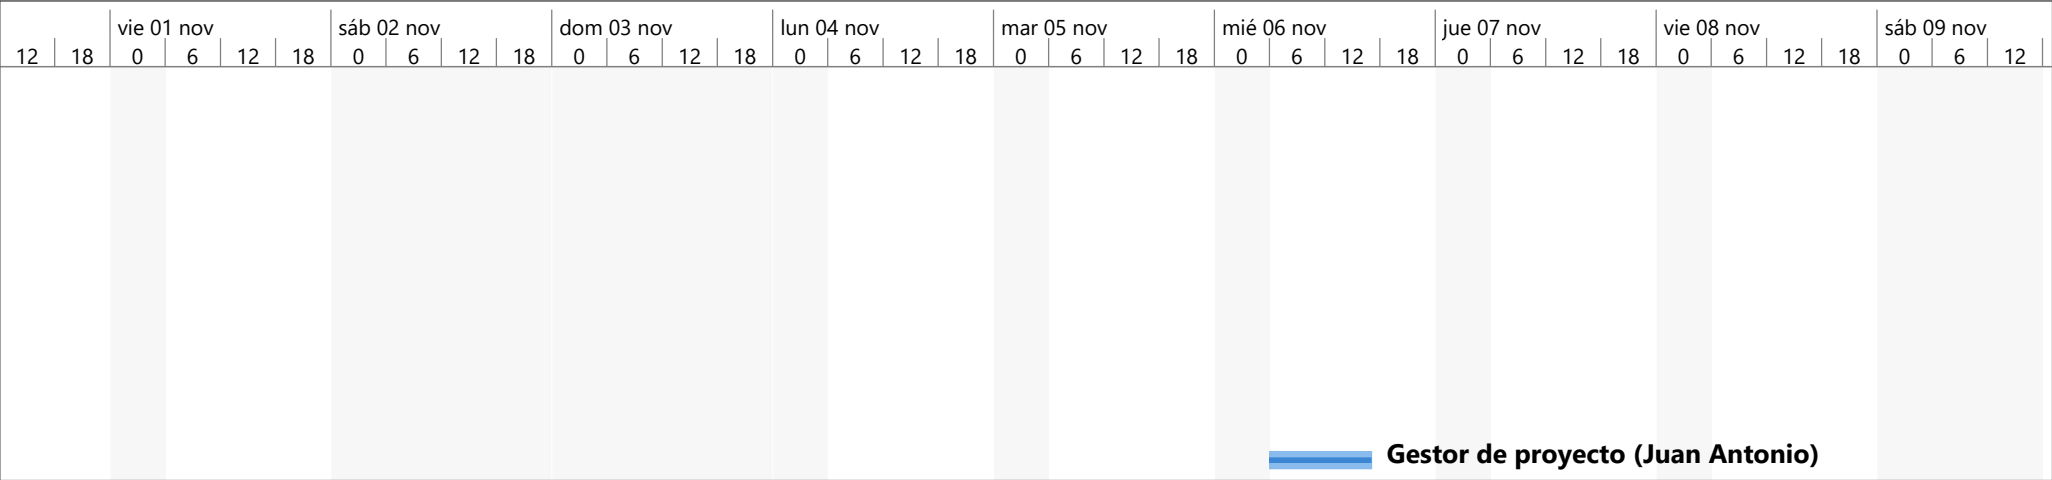 vie 01 nov sáb 02 nov dom 03 nov lun 04 nov mar 05 nov mié 06 nov jue 07 nov vie 08 nov sáb 09 nov
12 18 0 6 12 18 0 6 12 18 0 6 12 18 0 6 12 18 0 6 12 18 0 6 12 18 0 6 12 18 0 6 12 18 0 6 12
Gestor de proyecto (Juan Antonio)